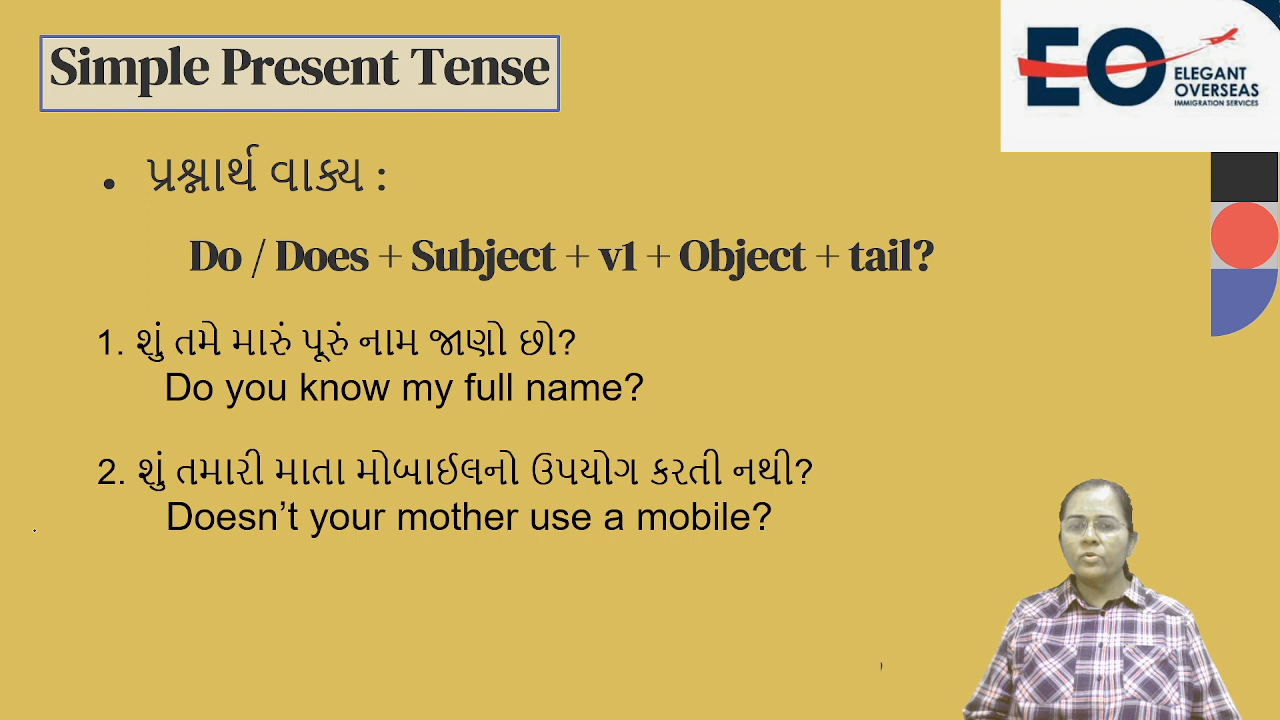 Simple Present Tense
EO ELEGANT
OVERSEAS
IMMIGRATION SERVICES
• પ્રશ્નાર્થ વાક્ય :
Do / Does + Subject + v1 + Object + tail?
1. શું તમે મારું પૂરું નામ જાણો છો?
Do you know my full name?
2. શું તમારી માતા મોબાઈલનો ઉપયોગ કરતી નથી?
Doesn’t your mother use a mobile?